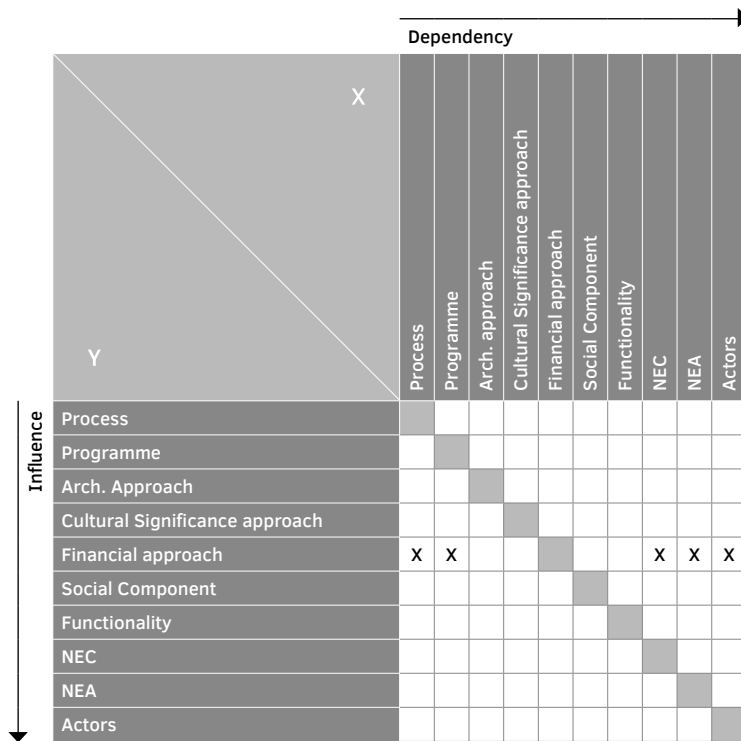 Dependency
X
Y
Process
Programme
Arch. approach
Cultural Significance approach
Financial approach
Social Component
Functionality
NEC
NEA
Actors
Influence
Process
Programme
Arch. Approach
Cultural Significance approach
Financial approach X X X X X
Social Component
Functionality
NEC
NEA
Actors